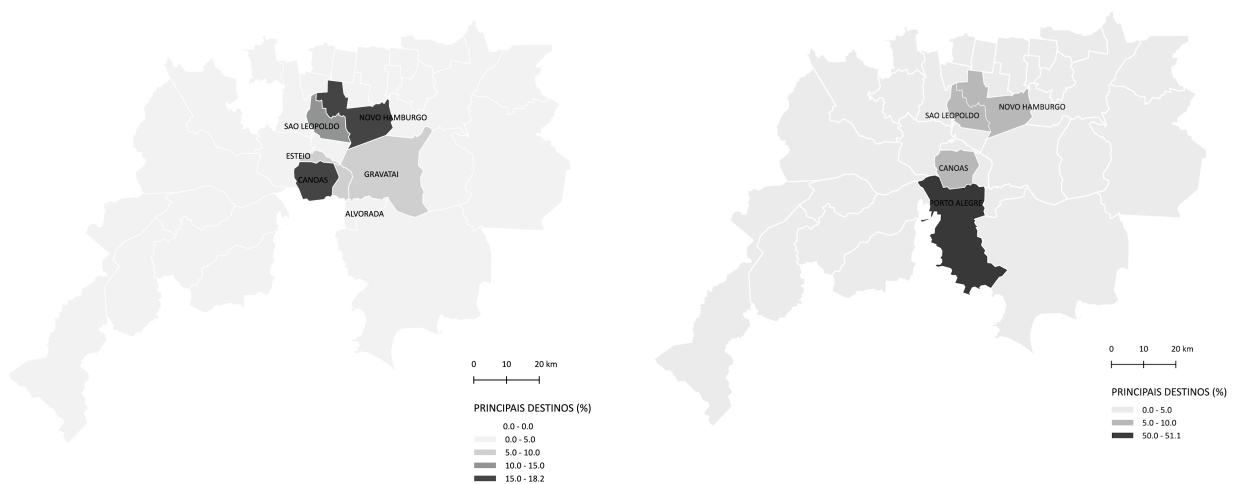 NOVO HAMBURGO
SAO LEOPOLDO
ESTEIO
GRAVATAI
CANOAS
ALVORADA
0 10 20 km
PRINCIPAIS DESTINOS (%)
0.0 - 0.0
0.0 - 5.0
5.0 - 10.0
10.0 - 15.0
15.0 - 18.2
NOVO HAMBURGO
SAO LEOPOLDO
CANOAS
PORTO ALEGRE
0 10 20 km
PRINCIPAIS DESTINOS (%)
0.0 - 5.0
5.0 - 10.0
50.0 - 51.1